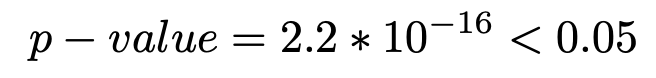 p − value = 2.2 * 10⁻¹⁶ < 0.05